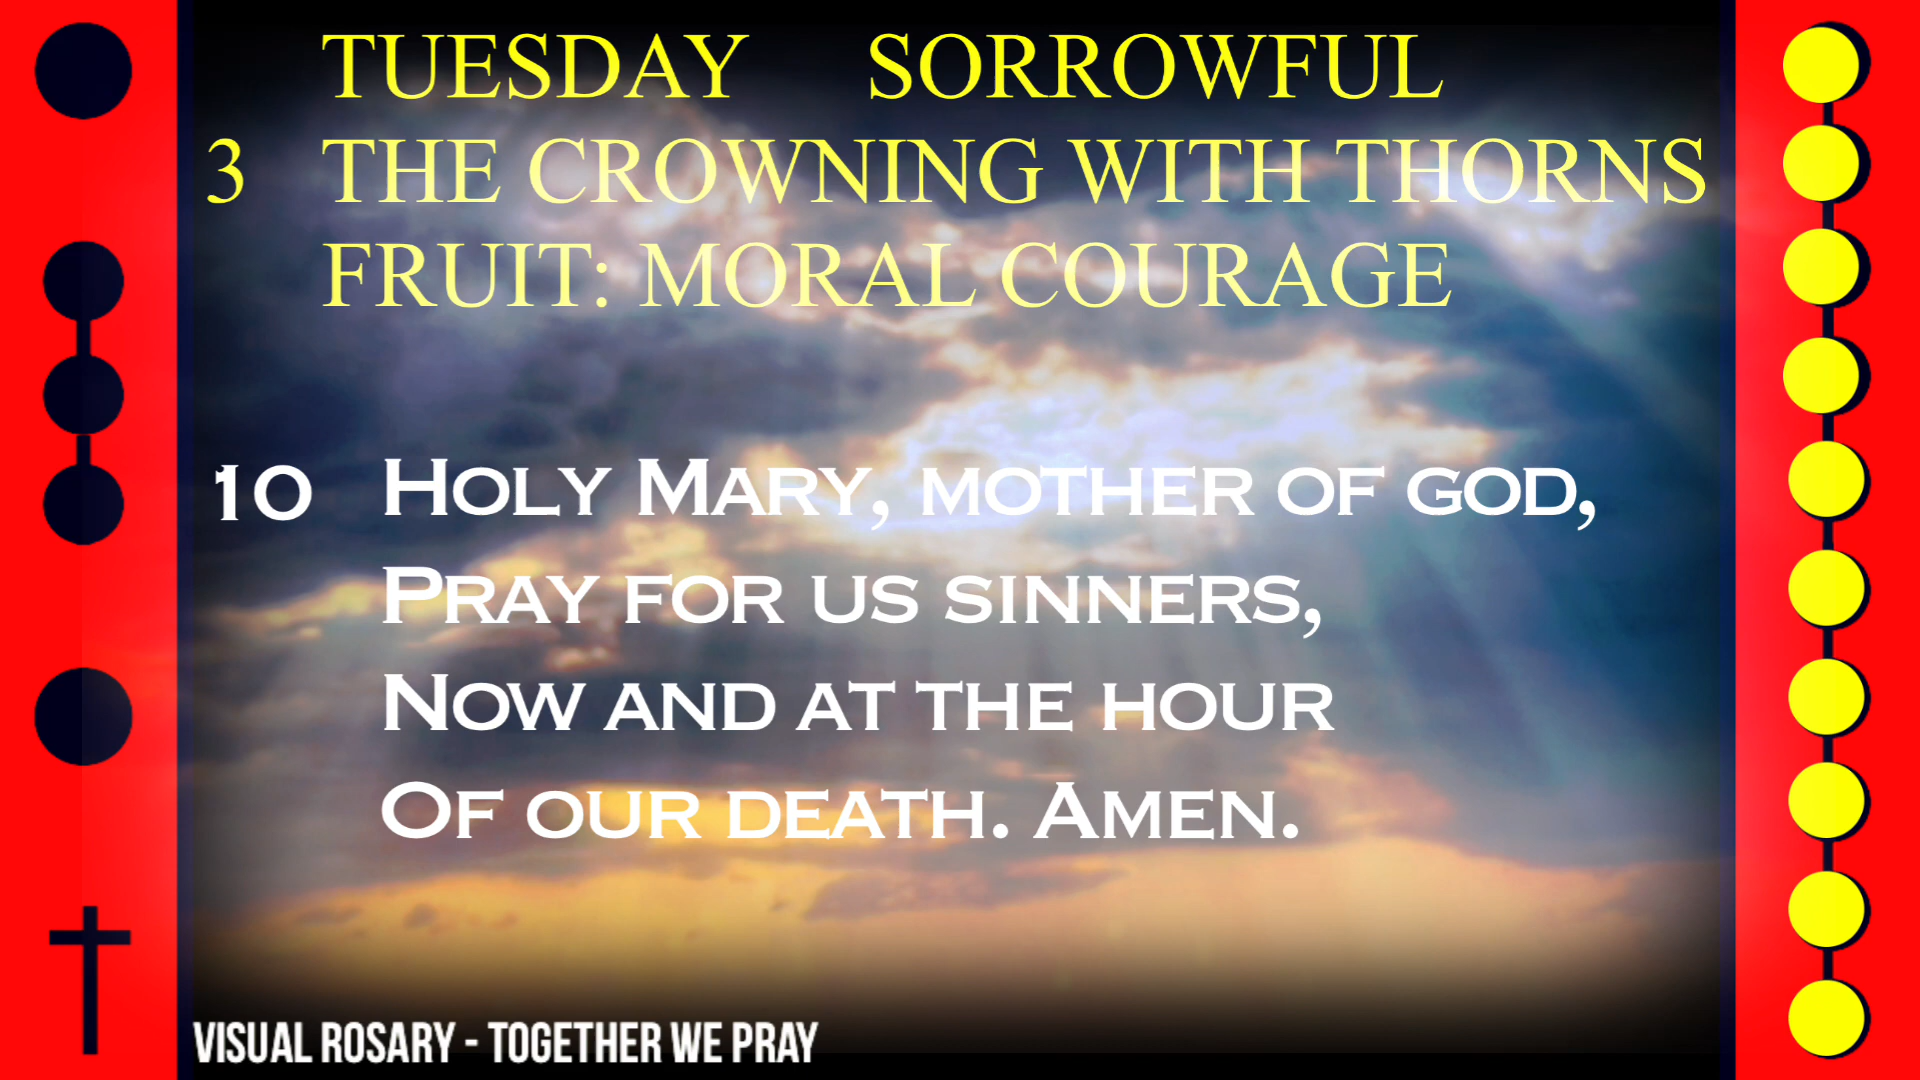 TUESDAY SORROWFUL
3 THE CROWNING WITH THORNS
FRUIT: MORAL COURAGE
10 Holy Mary, mother of god,
Pray for us sinners,
Now and at the hour
Of our death. Amen.
VISUAL ROSARY - TOGETHER WE PRAY